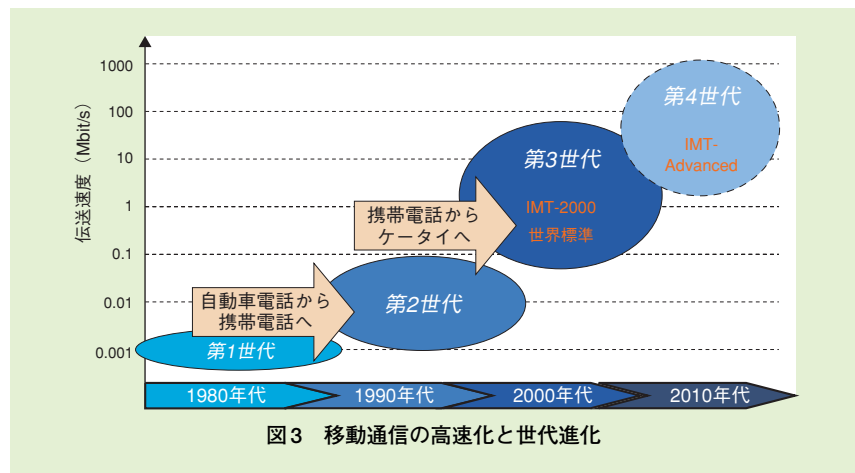 伝送速度（Mbit/s）
1000
100
10
1
0.1
0.01
0.001
第4世代
IMT-
Advanced
第3世代
IMT-2000
世界標準
携帯電話から
ケータイへ
第2世代
自動車電話から
携帯電話へ
第1世代
1980年代
1990年代
2000年代
2010年代
図3　移動通信の高速化と世代進化